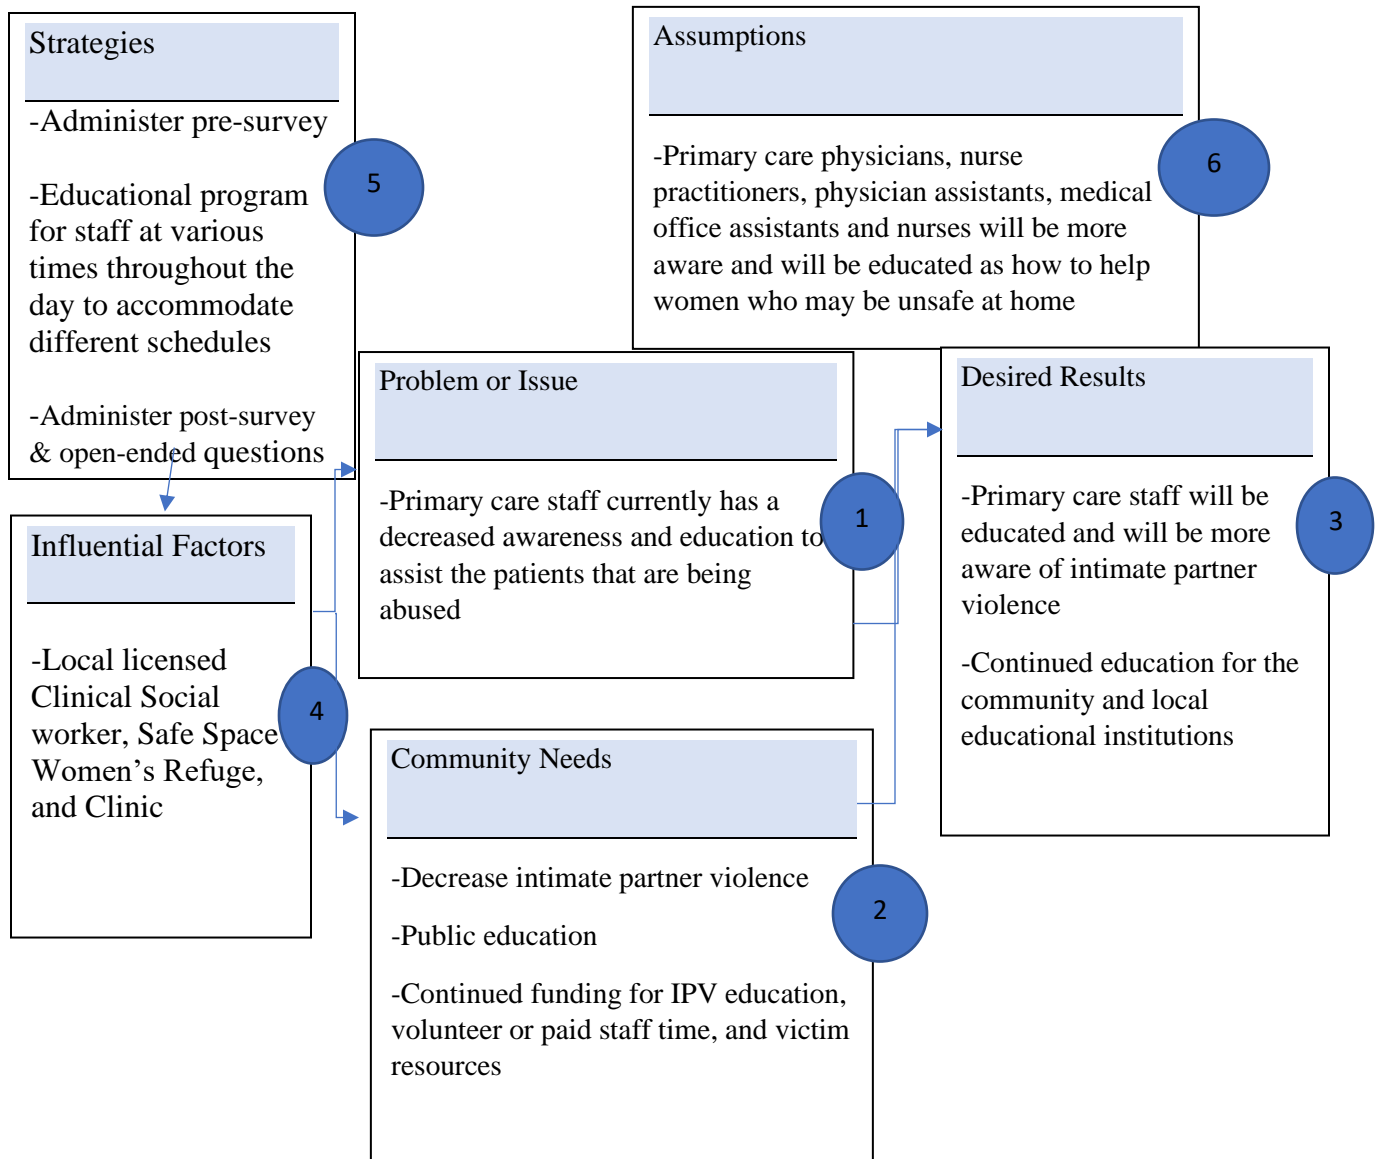 Strategies
-Administer pre-survey
-Educational program
for staff at various
times throughout the
day to accommodate
different schedules
-Administer post-survey
& open-ended questions
5
Assumptions
-Primary care physicians, nurse
practitioners, physician assistants, medical
office assistants and nurses will be more
aware and will be educated as how to help
women who may be unsafe at home
6
Problem or Issue
-Primary care staff currently has a
decreased awareness and education to
assist the patients that are being
abused
1
Desired Results
-Primary care staff will be
educated and will be more
aware of intimate partner
violence
-Continued education for the
community and local
educational institutions
3
Influential Factors
-Local licensed
Clinical Social
worker, Safe Space
Women’s Refuge,
and Clinic
4
Community Needs
-Decrease intimate partner violence
-Public education
-Continued funding for IPV education,
volunteer or paid staff time, and victim
resources
2